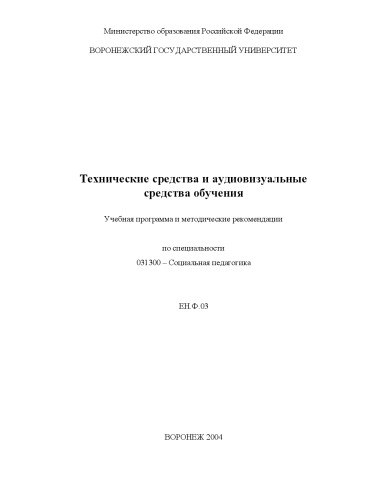 Министерство образования Российской Федерации
ВОРОНЕЖСКИЙ ГОСУДАРСТВЕННЫЙ УНИВЕРСИТЕТ
Технические средства и аудиовизуальные
средства обучения
Учебная программа и методические рекомендации
по специальности
031300 – Социальная педагогика
ЕН.Ф.03
ВОРОНЕЖ 2004